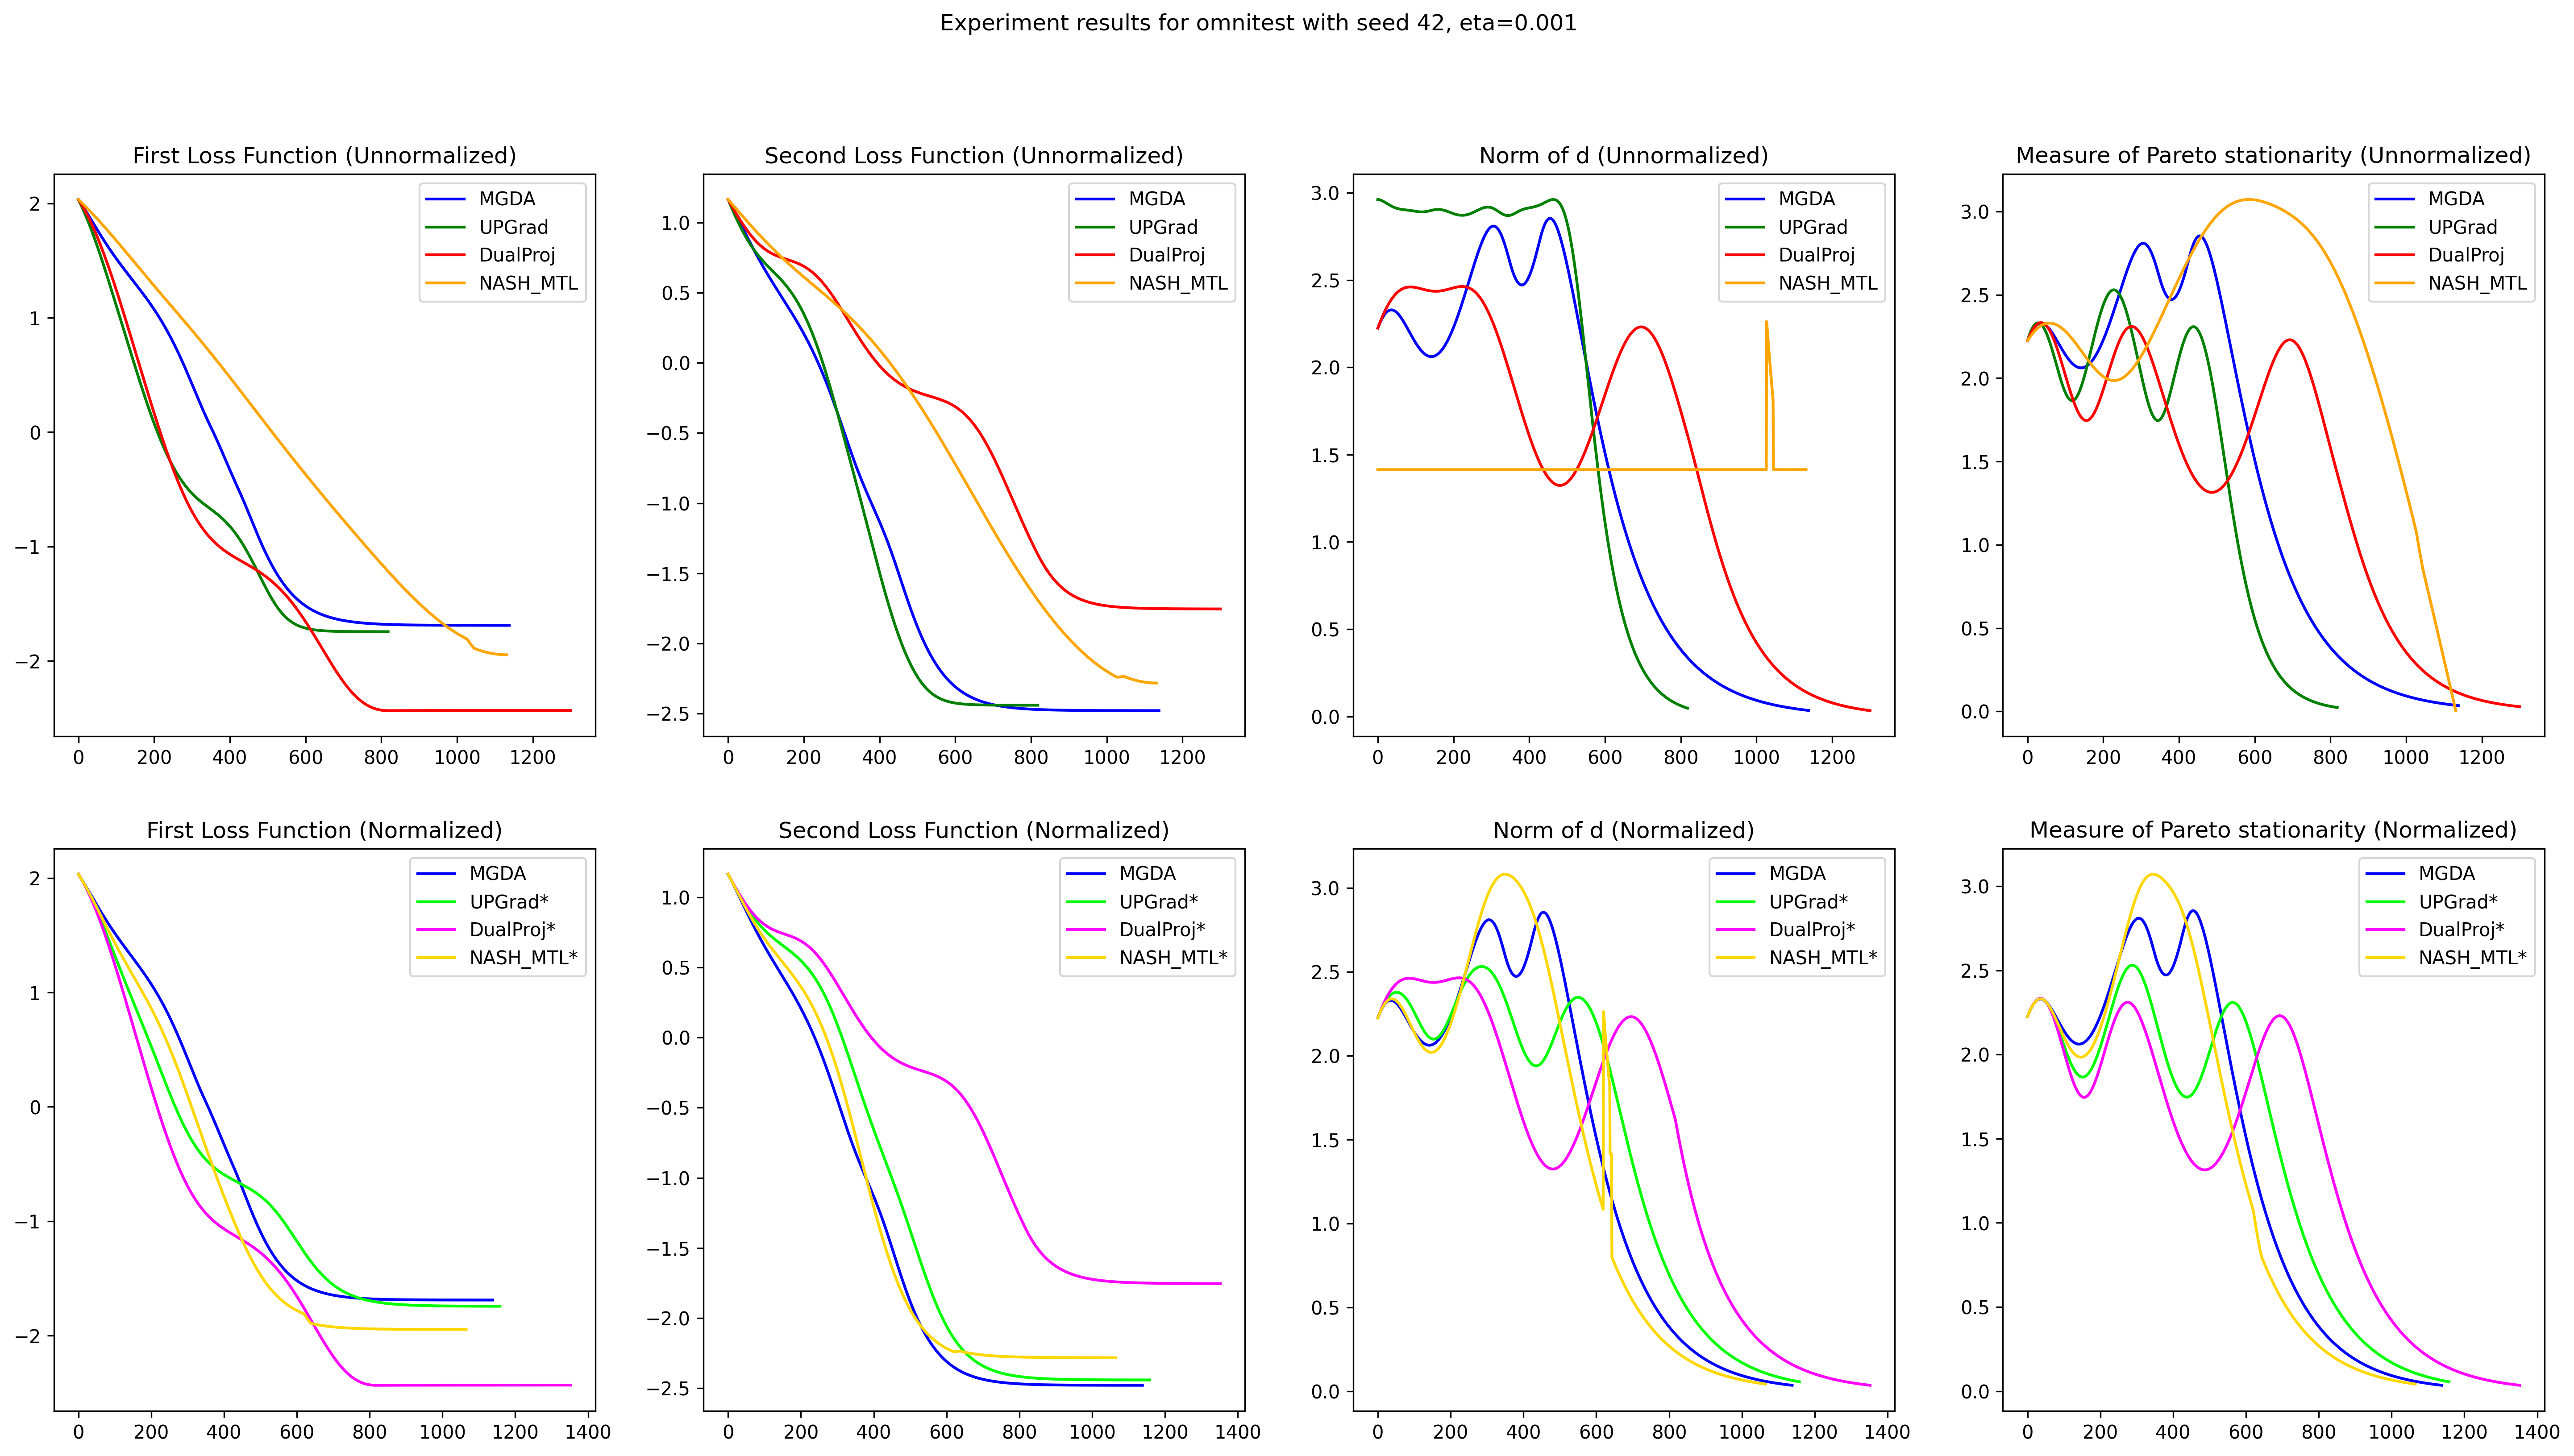 Experiment results for omnitest with seed 42, eta=0.001
First Loss Function (Unnormalized)
2
1
0
−1
−2
0 200 400 600 800 1000 1200
MGDA
UPGrad
DualProj
NASH_MTL
Second Loss Function (Unnormalized)
1.0
0.5
0.0
−0.5
−1.0
−1.5
−2.0
−2.5
0 200 400 600 800 1000 1200
MGDA
UPGrad
DualProj
NASH_MTL
Norm of d (Unnormalized)
3.0
2.5
2.0
1.5
1.0
0.5
0.0
0 200 400 600 800 1000 1200
MGDA
UPGrad
DualProj
NASH_MTL
Measure of Pareto stationarity (Unnormalized)
3.0
2.5
2.0
1.5
1.0
0.5
0.0
0 200 400 600 800 1000 1200
MGDA
UPGrad
DualProj
NASH_MTL
First Loss Function (Normalized)
2
1
0
−1
−2
0 200 400 600 800 1000 1200 1400
MGDA
UPGrad*
DualProj*
NASH_MTL*
Second Loss Function (Normalized)
1.0
0.5
0.0
−0.5
−1.0
−1.5
−2.0
−2.5
0 200 400 600 800 1000 1200 1400
MGDA
UPGrad*
DualProj*
NASH_MTL*
Norm of d (Normalized)
3.0
2.5
2.0
1.5
1.0
0.5
0.0
0 200 400 600 800 1000 1200 1400
MGDA
UPGrad*
DualProj*
NASH_MTL*
Measure of Pareto stationarity (Normalized)
3.0
2.5
2.0
1.5
1.0
0.5
0.0
0 200 400 600 800 1000 1200 1400
MGDA
UPGrad*
DualProj*
NASH_MTL*